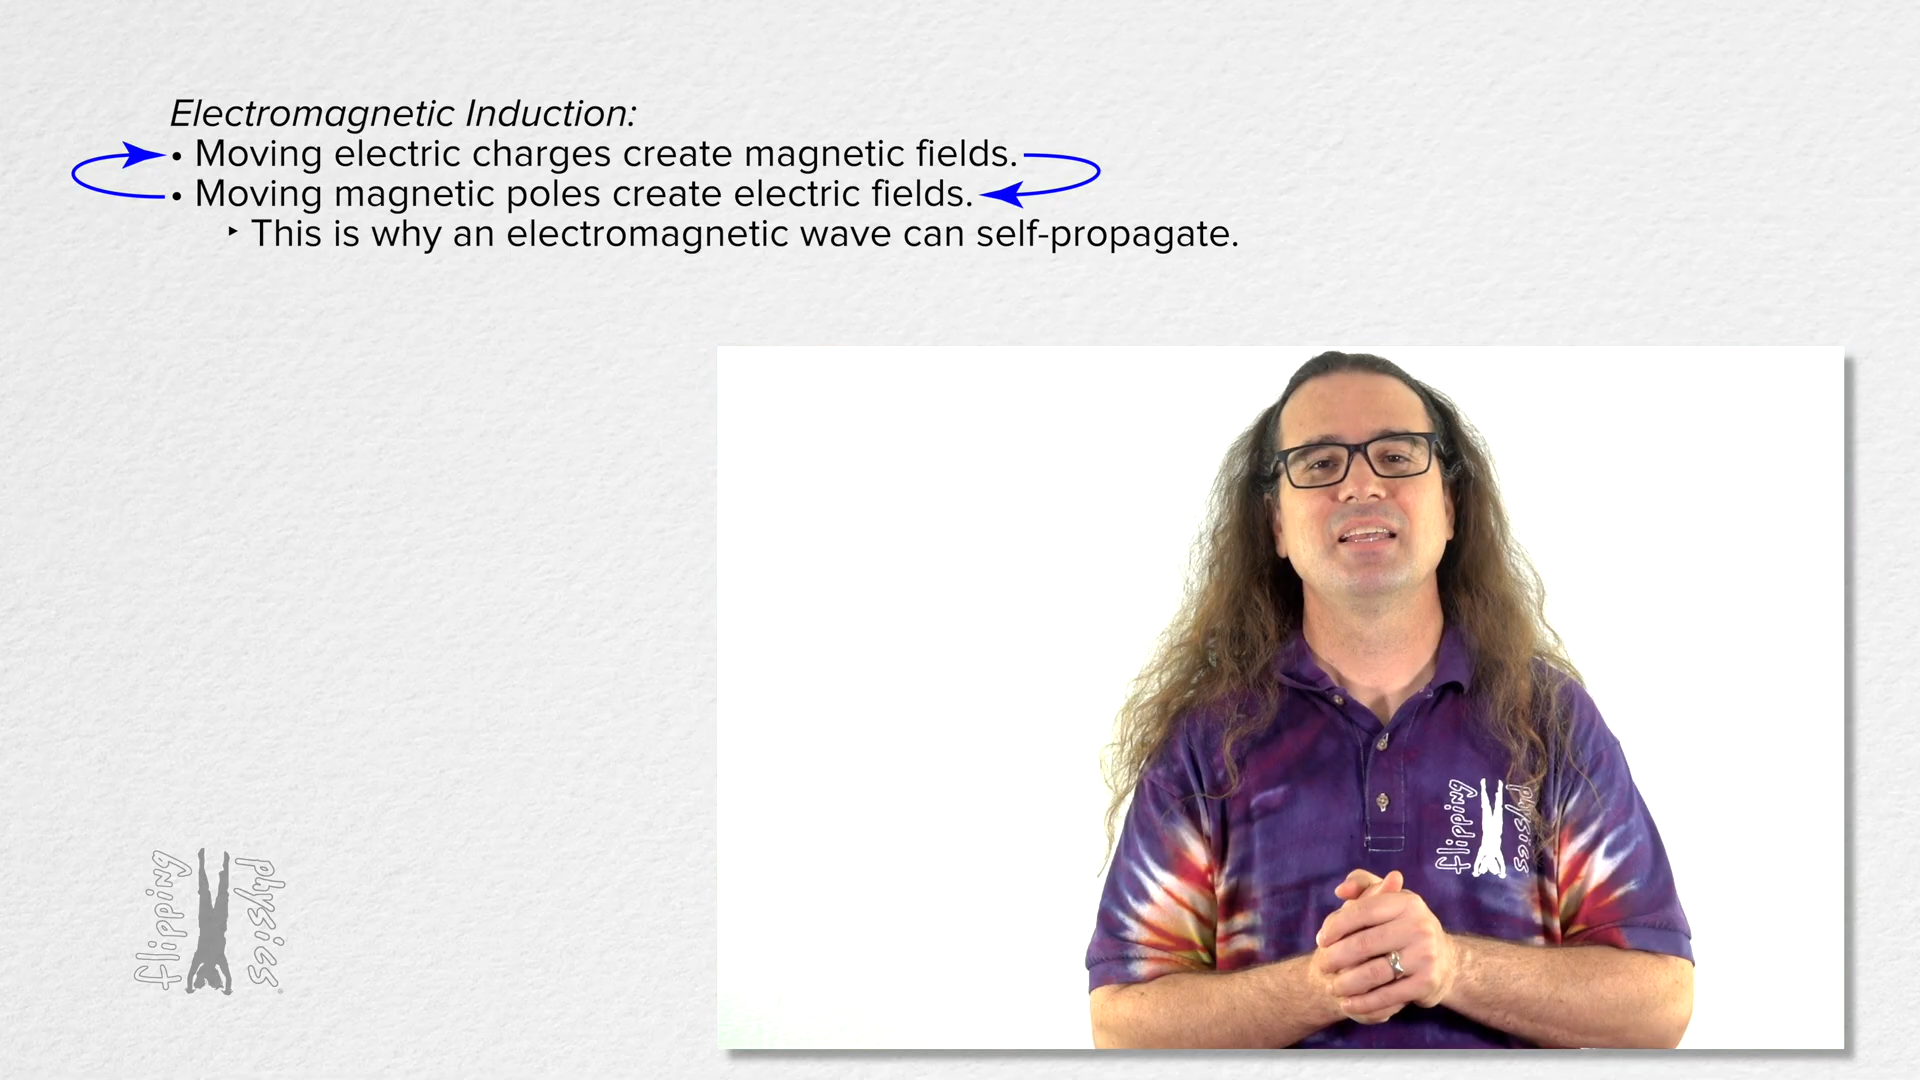 Electromagnetic Induction:
• Moving electric charges create magnetic fields.
• Moving magnetic poles create electric fields.
‣ This is why an electromagnetic wave can self-propagate.
flipping
physics
flipping
physics